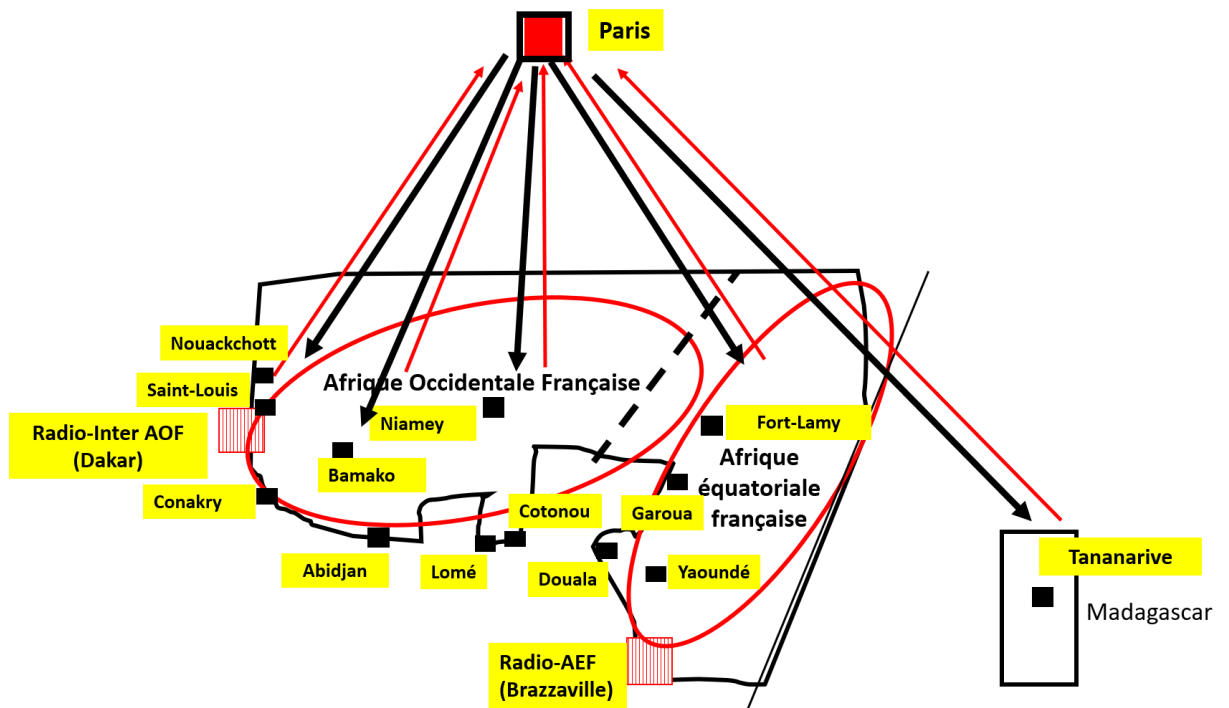 Paris
Nouackchott
Saint-Louis
Afrique Occidentale Française
Radio-Inter AOF
(Dakar)
Niamey
Fort-Lamy
Bamako
Afrique
équatoriale
française
Conakry
Cotonou
Garoua
Abidjan
Lomé
Douala
Yaoundé
Tananarive
Madagascar
Radio-AEF
(Brazzaville)